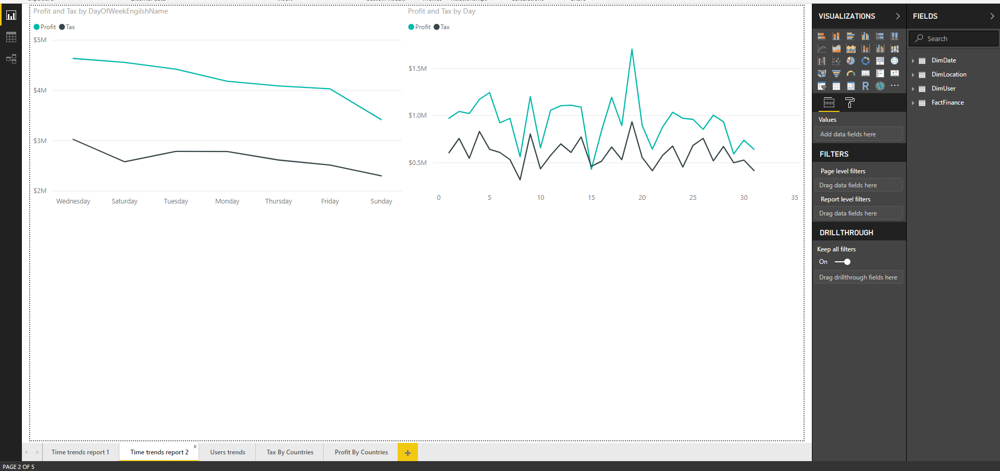 Profit and Tax by DayOfWeekEngilshName
Profit Tax
$5M
$4M
$3M
$2M
Wednesday Saturday Tuesday Monday Thursday Friday Sunday
Profit and Tax by Day
Profit Tax
$1.5M
$1.0M
$0.5M
0 5 10 15 20 25 30 35
VISUALIZATIONS
R
Values
Add data fields here
FILTERS
Page level filters
Drag data fields here
Report level filters
Drag data fields here
DRILLTHROUGH
Keep all filters
On
Drag drillthrough fields here
FIELDS
Search
DimDate
DimLocation
DimUser
FactFinance
Time trends report 1 Time trends report 2 x Users trends Tax By Countries Profit By Countries +
PAGE 2 OF 5